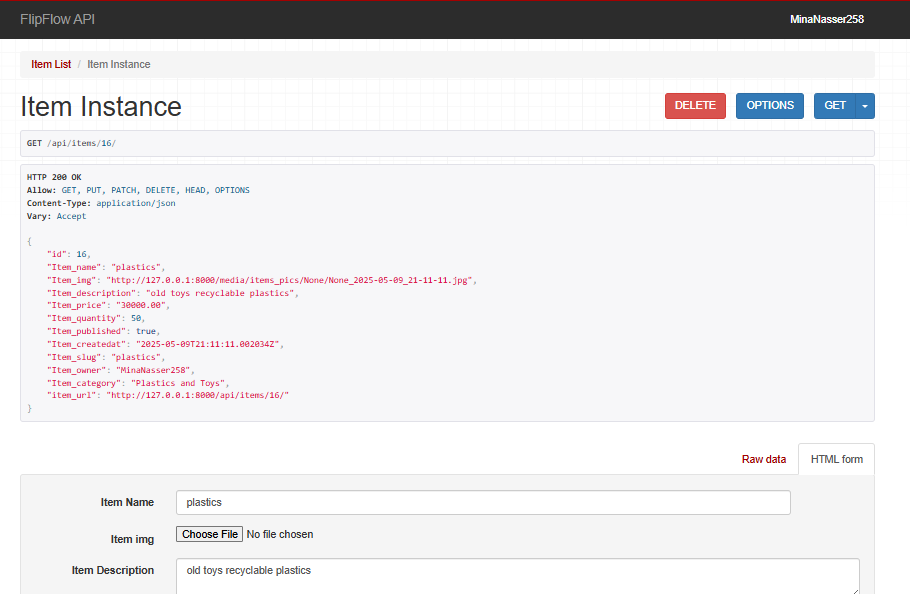 FlipFlow API
MinaNasser258
Item List / Item Instance
Item Instance
DELETE
OPTIONS
GET
GET /api/items/16/
HTTP 200 OK
Allow: GET, PUT, PATCH, DELETE, HEAD, OPTIONS
Content-Type: application/json
Vary: Accept
{
"id": 16,
"Item_name": "plastics",
"Item_img": "http://127.0.0.1:8000/media/items_pics/None/None_2025-05-09_21-11-11.jpg",
"Item_description": "old toys recyclable plastics",
"Item_price": "30000.00",
"Item_quantity": 50,
"Item_published": true,
"Item_createdat": "2025-05-09T21:11:11.002034Z",
"Item_slug": "plastics",
"Item_owner": "MinaNasser258",
"Item_category": "Plastics and Toys",
"item_url": "http://127.0.0.1:8000/api/items/16/"
}
Raw data
HTML form
Item Name
plastics
Item img
Choose File No file chosen
Item Description
old toys recyclable plastics